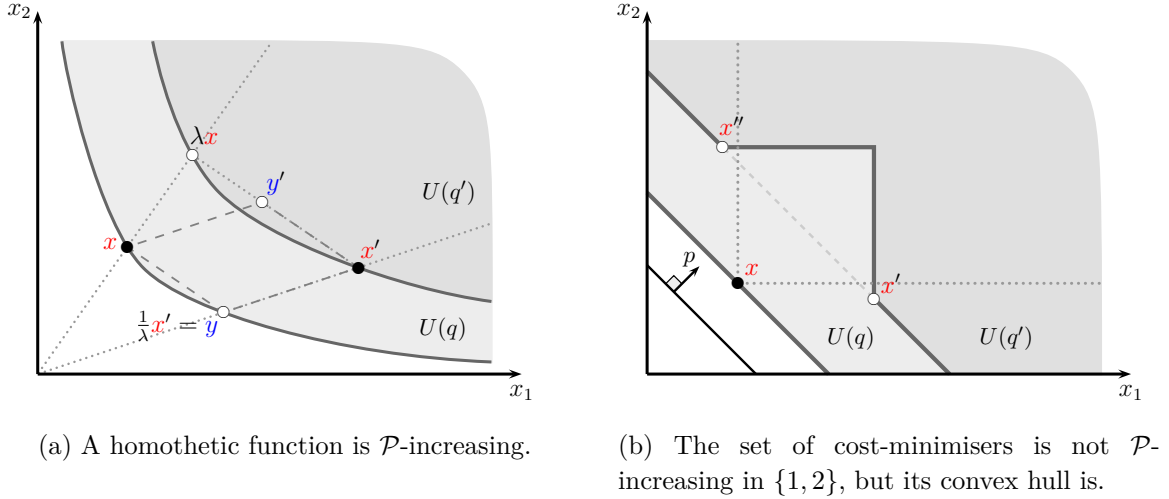 x₂
λx
y′
U(q′)
x
x′
1/λ x′ = y
U(q)
x₁
(a) A homothetic function is 𝒫-increasing.
x₂
x″
p
x
x′
U(q)
U(q′)
x₁
(b) The set of cost-minimisers is not 𝒫-
increasing in {1, 2}, but its convex hull is.